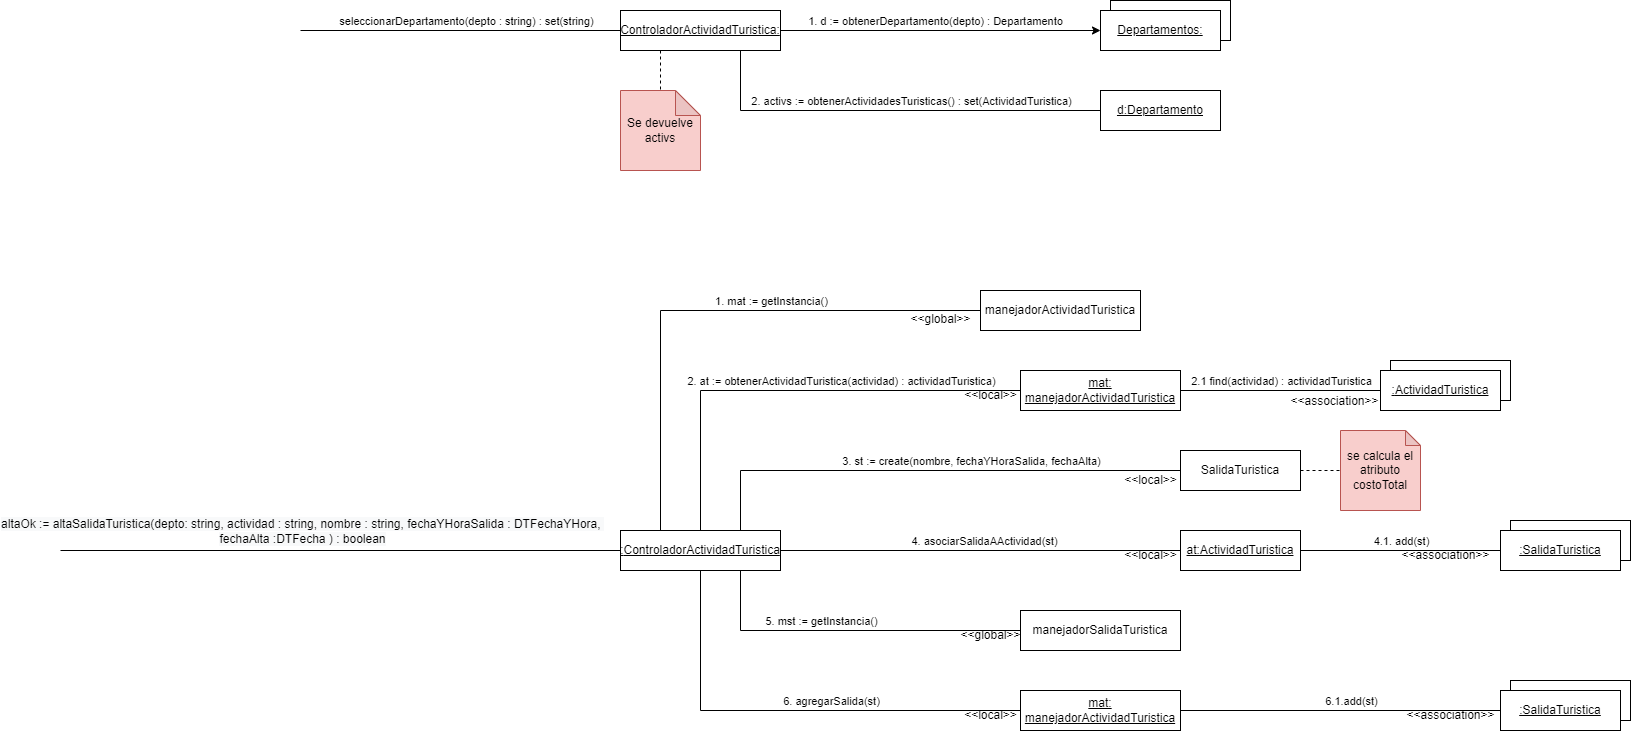 seleccionarDepartamento(depto : string) : set(string)
ControladorActividadTuristica:
1. d := obtenerDepartamento(depto) : Departamento
Departamentos:
2. activs := obtenerActividadesTuristicas() : set(ActividadTuristica)
d:Departamento
Se devuelve
activs
1. mat := getInstancia()
<<global>>
manejadorActividadTuristica
2. at := obtenerActividadTuristica(actividad) : actividadTuristica)
<<local>>
mat:
manejadorActividadTuristica
2.1 find(actividad) : actividadTuristica
<<association>>
:ActividadTuristica
3. st := create(nombre, fechaYHoraSalida, fechaAlta)
<<local>>
SalidaTuristica
se calcula el
atributo
costoTotal
altaOk := altaSalidaTuristica(depto: string, actividad : string, nombre : string, fechaYHoraSalida : DTFechaYHora,
fechaAlta :DTFecha ) : boolean
:ControladorActividadTuristica
4. asociarSalidaAActividad(st)
<<local>>
at:ActividadTuristica
4.1. add(st)
<<association>>
:SalidaTuristica
5. mst := getInstancia()
<<global>>
manejadorSalidaTuristica
6. agregarSalida(st)
<<local>>
mat:
manejadorActividadTuristica
6.1.add(st)
<<association>>
:SalidaTuristica